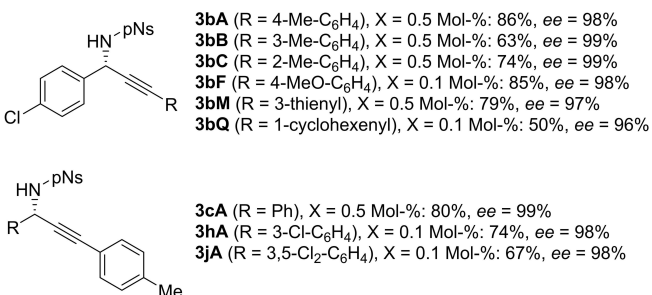 HN pNs
Cl
R
3bA (R = 4-Me-C₆H₄), X = 0.5 Mol-%: 86%, ee = 98%
3bB (R = 3-Me-C₆H₄), X = 0.5 Mol-%: 63%, ee = 99%
3bC (R = 2-Me-C₆H₄), X = 0.5 Mol-%: 74%, ee = 99%
3bF (R = 4-MeO-C₆H₄), X = 0.1 Mol-%: 85%, ee = 98%
3bM (R = 3-thienyl), X = 0.5 Mol-%: 79%, ee = 97%
3bQ (R = 1-cyclohexenyl), X = 0.1 Mol-%: 50%, ee = 96%
HN pNs
R
Me
3cA (R = Ph), X = 0.5 Mol-%: 80%, ee = 99%
3hA (R = 3-Cl-C₆H₄), X = 0.1 Mol-%: 74%, ee = 98%
3jA (R = 3,5-Cl₂-C₆H₄), X = 0.1 Mol-%: 67%, ee = 98%